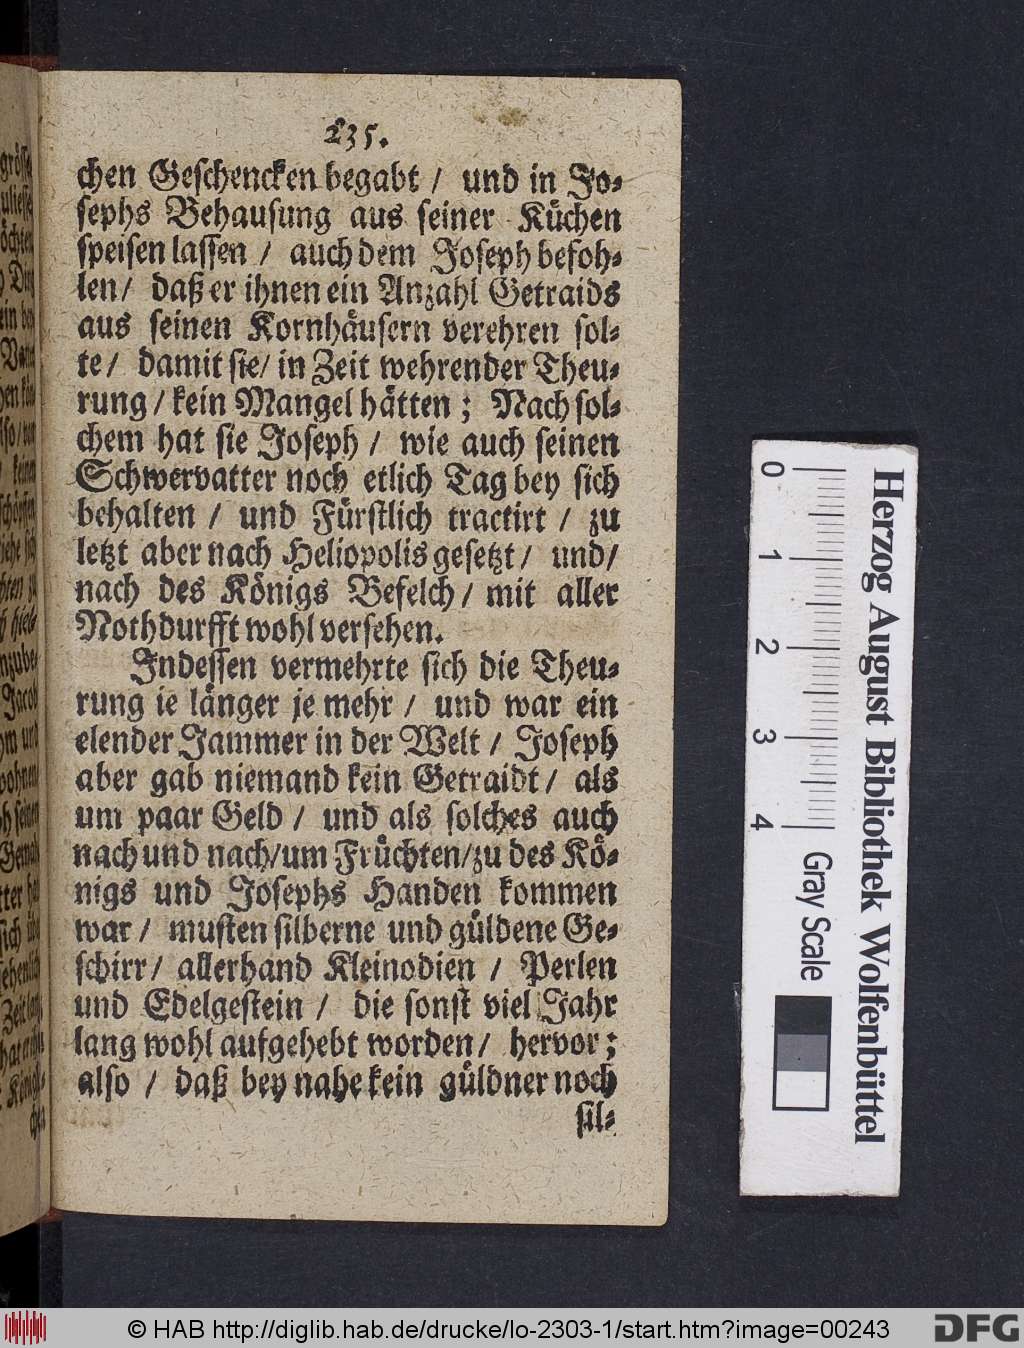 235.
chen Geschencken begabt / und in Jo-
sephs Behausung aus seiner Küchen
speisen lassen / auch dem Joseph befoh-
len / daß er ihnen ein Anzahl Getraids
aus seinen Kornhäusern verehren sol-
te / damit sie / in Zeit wehrender Theu-
rung / kein Mangel hätten ; Nach sol-
chem hat sie Joseph / wie auch seinen
Schwervatter noch etlich Tag bey sich
behalten / und Fürstlich tractirt / zu
letzt aber nach Heliopolis gesetzt / und /
nach des Königs Befelch / mit aller
Nothdurfft wohl versehen.
Indessen vermehrte sich die Theu-
rung ie länger je mehr / und war ein
elender Jammer in der Welt / Joseph
aber gab niemand kein Getraidt / als
um paar Geld / und als solches auch
nach und nach / um Früchten / zu des Kö-
nigs und Josephs Handen kommen
war / musten silberne und güldene Ge-
schirr / allerhand Kleinodien / Perlen
und Edelgestein / die sonst viel Jahr
lang wohl aufgehebt worden / hervor ;
also / daß bey nahe kein güldner noch
sil-
Herzog August Bibliothek Wolfenbüttel
0 1 2 3 4 Gray Scale
© HAB http://diglib.hab.de/drucke/lo-2303-1/start.htm?image=00243
DFG